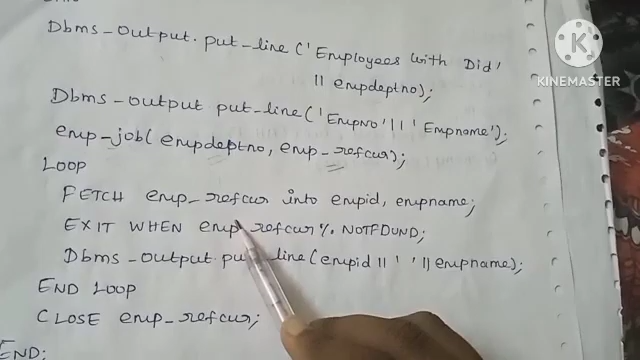 Dbms-output.put-line('Employees with Did'
|| empdeptno);
Dbms-output put-line('Empno' || 'Empname');
emp-job(empdeptno, emp-refcur);
LOOP
FETCH emp-refcur into empid, empname;
EXIT WHEN emp refcur % NOTFOUND;
Dbms-output.put-line(empid || ' ' || empname);
END LOOP
CLOSE emp-refcur;
END;
KINEMASTER